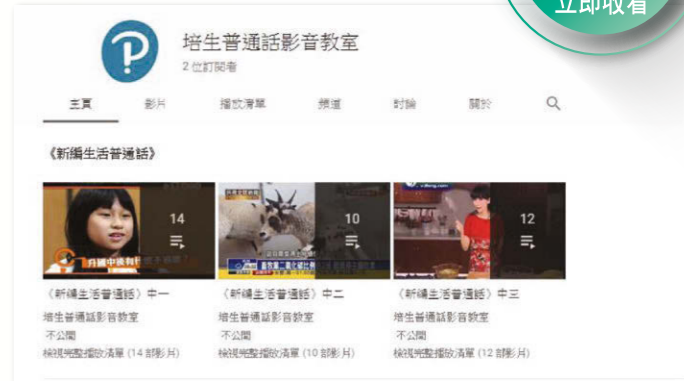 立即收看
培生普通話影音教室
2 位訂閱者
主頁 影片 播放清單 頻道 討論 關於
《新編生活普通話》
14
10
12
《新編生活普通話》中一
《新編生活普通話》中二
《新編生活普通話》中三
培生普通話影音教室
培生普通話影音教室
培生普通話影音教室
不公開
不公開
不公開
檢視完整播放清單 (14 部影片)
檢視完整播放清單 (10 部影片)
檢視完整播放清單 (12 部影片)